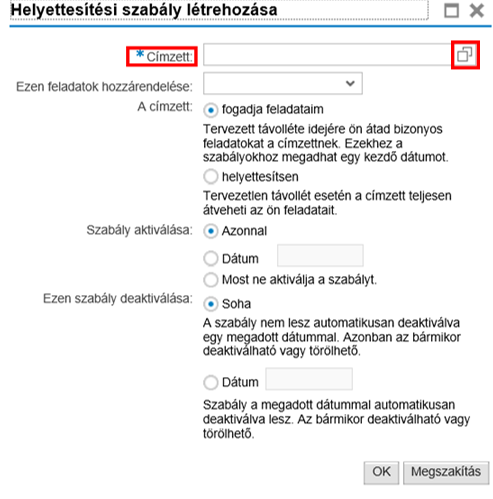 Helyettesítési szabály létrehozása
*Címzett:
Ezen feladatok hozzárendelése:
A címzett: fogadja feladataim
Tervezett távolléte idejére ön átad bizonyos
feladatokat a címzettnek. Ezekhez a
szabályokhoz megadhat egy kezdő dátumot.
helyettesítsen
Tervezetlen távollét esetén a címzett teljesen
átveheti az ön feladatait.
Szabály aktiválása: Azonnal
Dátum
Most ne aktiválja a szabályt.
Ezen szabály deaktiválása: Soha
A szabály nem lesz automatikusan deaktiválva
egy megadott dátummal. Azonban az bármikor
deaktiválható vagy törölhető.
Dátum
Szabály a megadott dátummal automatikusan
deaktiválva lesz. Az bármikor deaktiválható vagy
törölhető.
OK Megszakítás